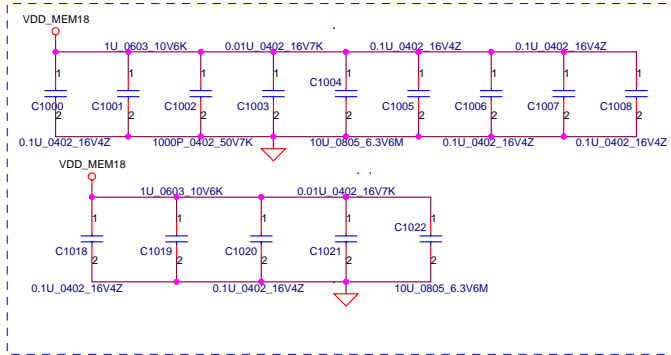 VDD_MEM18
1U_0603_10V6K 0.01U_0402_16V7K 0.1U_0402_16V4Z 0.1U_0402_16V4Z
1 1 1 1 1 1 1 1 1
C1000 C1001 C1002 C1003 C1004 C1005 C1006 C1007 C1008
2 2 2 2 2 2 2 2 2
0.1U_0402_16V4Z 1000P_0402_50V7K 10U_0805_6.3V6M 0.1U_0402_16V4Z 0.1U_0402_16V4Z
VDD_MEM18
1U_0603_10V6K 0.01U_0402_16V7K
1 1 1 1 1
C1018 C1019 C1020 C1021 C1022
2 2 2 2 2
0.1U_0402_16V4Z 0.1U_0402_16V4Z 10U_0805_6.3V6M